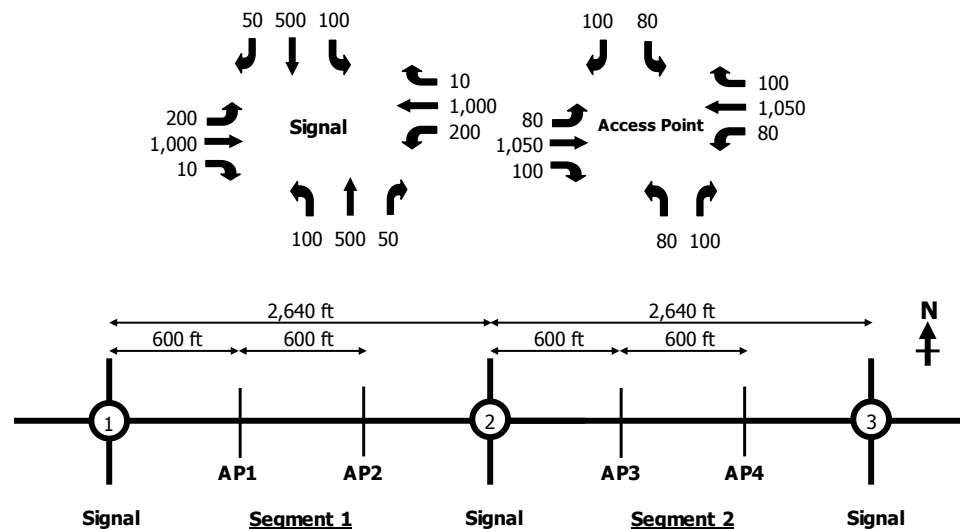 50 500 100
100 80
10
1,000
200
200
1,000
10
Signal
100
1,050
80
80
1,050
100
Access Point
100 500 50
80 100
2,640 ft 2,640 ft
600 ft 600 ft 600 ft 600 ft
N
1 2 3
AP1 AP2 AP3 AP4
Signal Segment 1 Signal Segment 2 Signal